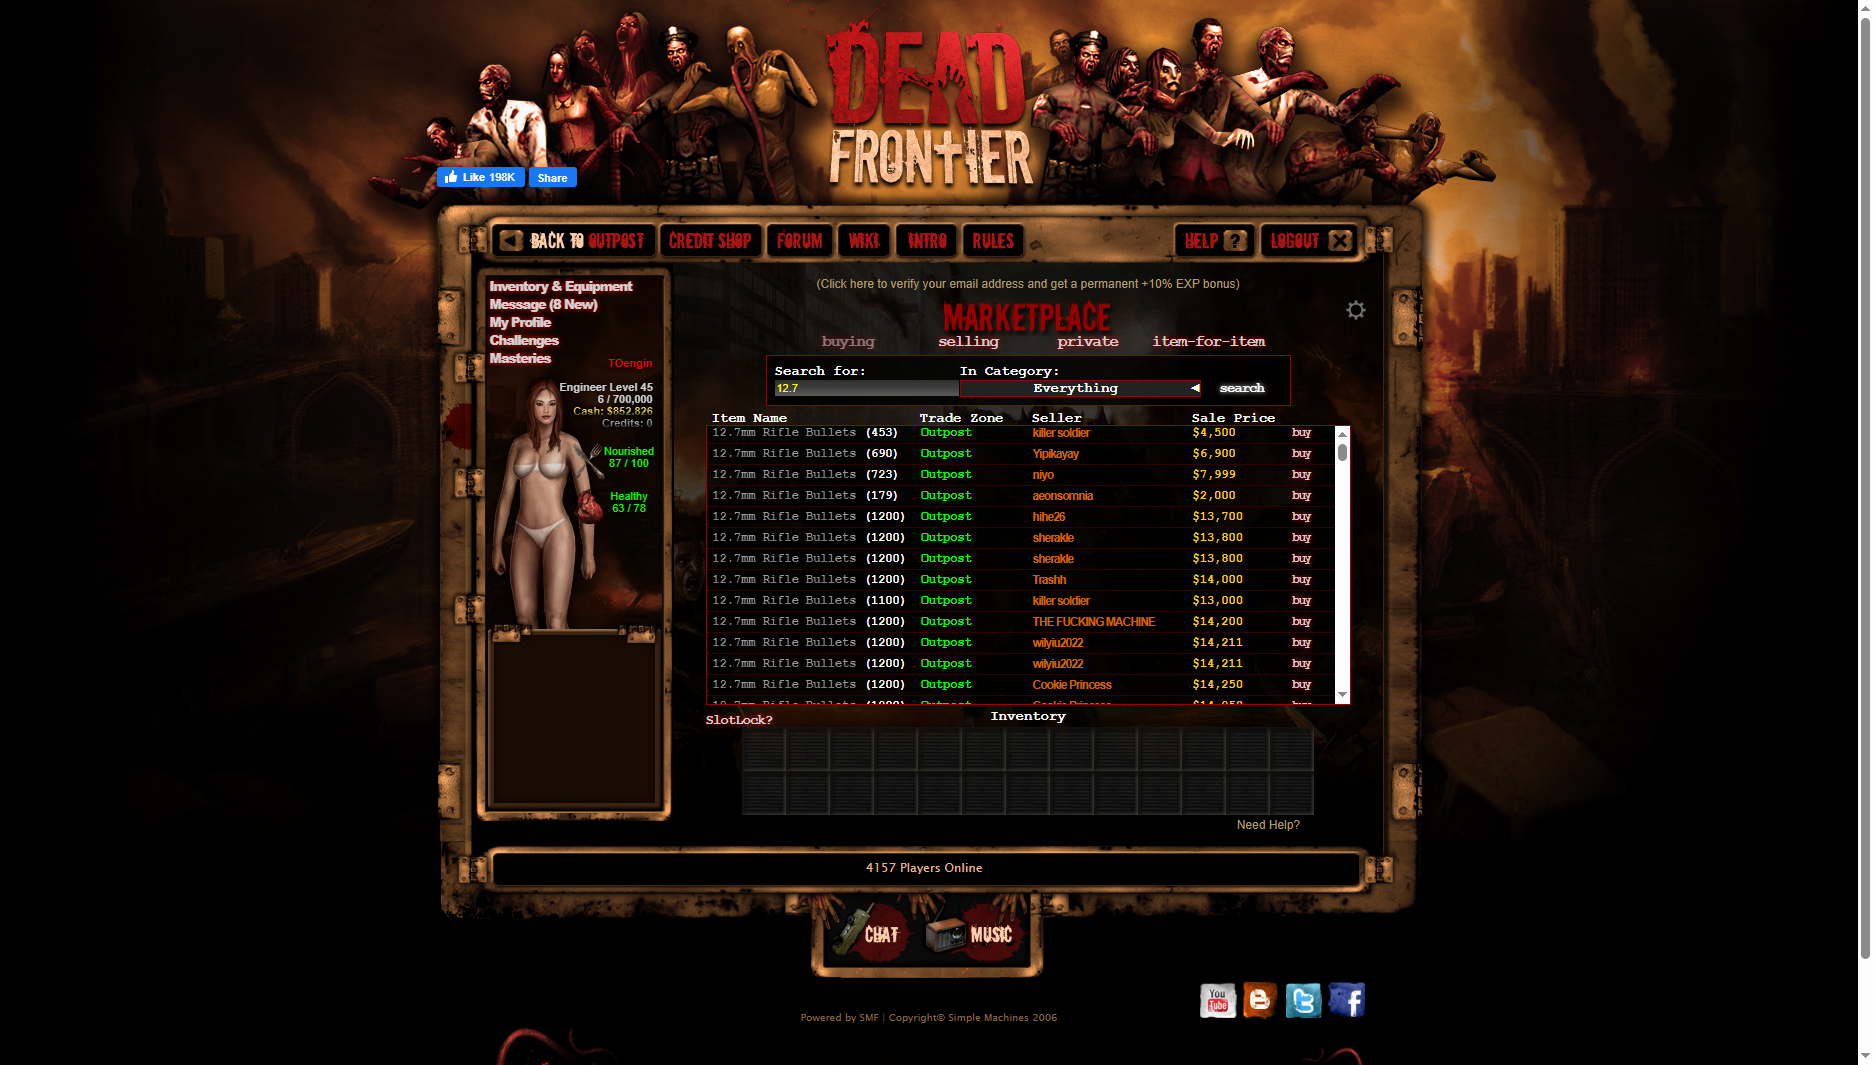 DEAD
FRONTIER
Like 198K
Share
BACK TO OUTPOST
CREDIT SHOP
FORUM
WIKI
INTRO
RULES
HELP ?
LOGOUT X
Inventory & Equipment
Message (8 New)
My Profile
Challenges
Masteries
TOengin
Engineer Level 45
6 / 700,000
Cash: $852,826
Credits: 0
Nourished
87 / 100
Healthy
63 / 78
(Click here to verify your email address and get a permanent +10% EXP bonus)
MARKETPLACE
buying selling private item-for-item
Search for: In Category:
12.7 Everything search
Item Name Trade Zone Seller Sale Price
12.7mm Rifle Bullets (453) Outpost killer soldier $4,500 buy
12.7mm Rifle Bullets (690) Outpost Yipikayay $6,900 buy
12.7mm Rifle Bullets (723) Outpost niyo $7,999 buy
12.7mm Rifle Bullets (179) Outpost aeonsomnia $2,000 buy
12.7mm Rifle Bullets (1200) Outpost hihe26 $13,700 buy
12.7mm Rifle Bullets (1200) Outpost sherakle $13,800 buy
12.7mm Rifle Bullets (1200) Outpost sherakle $13,800 buy
12.7mm Rifle Bullets (1200) Outpost Trashh $14,000 buy
12.7mm Rifle Bullets (1100) Outpost killer soldier $13,000 buy
12.7mm Rifle Bullets (1200) Outpost THE FUCKING MACHINE $14,200 buy
12.7mm Rifle Bullets (1200) Outpost wilyiu2022 $14,211 buy
12.7mm Rifle Bullets (1200) Outpost wilyiu2022 $14,211 buy
12.7mm Rifle Bullets (1200) Outpost Cookie Princess $14,250 buy
SlotLock?
Inventory
Need Help?
4157 Players Online
CHAT
MUSIC
You Tube
Powered by SMF | Copyright© Simple Machines 2006